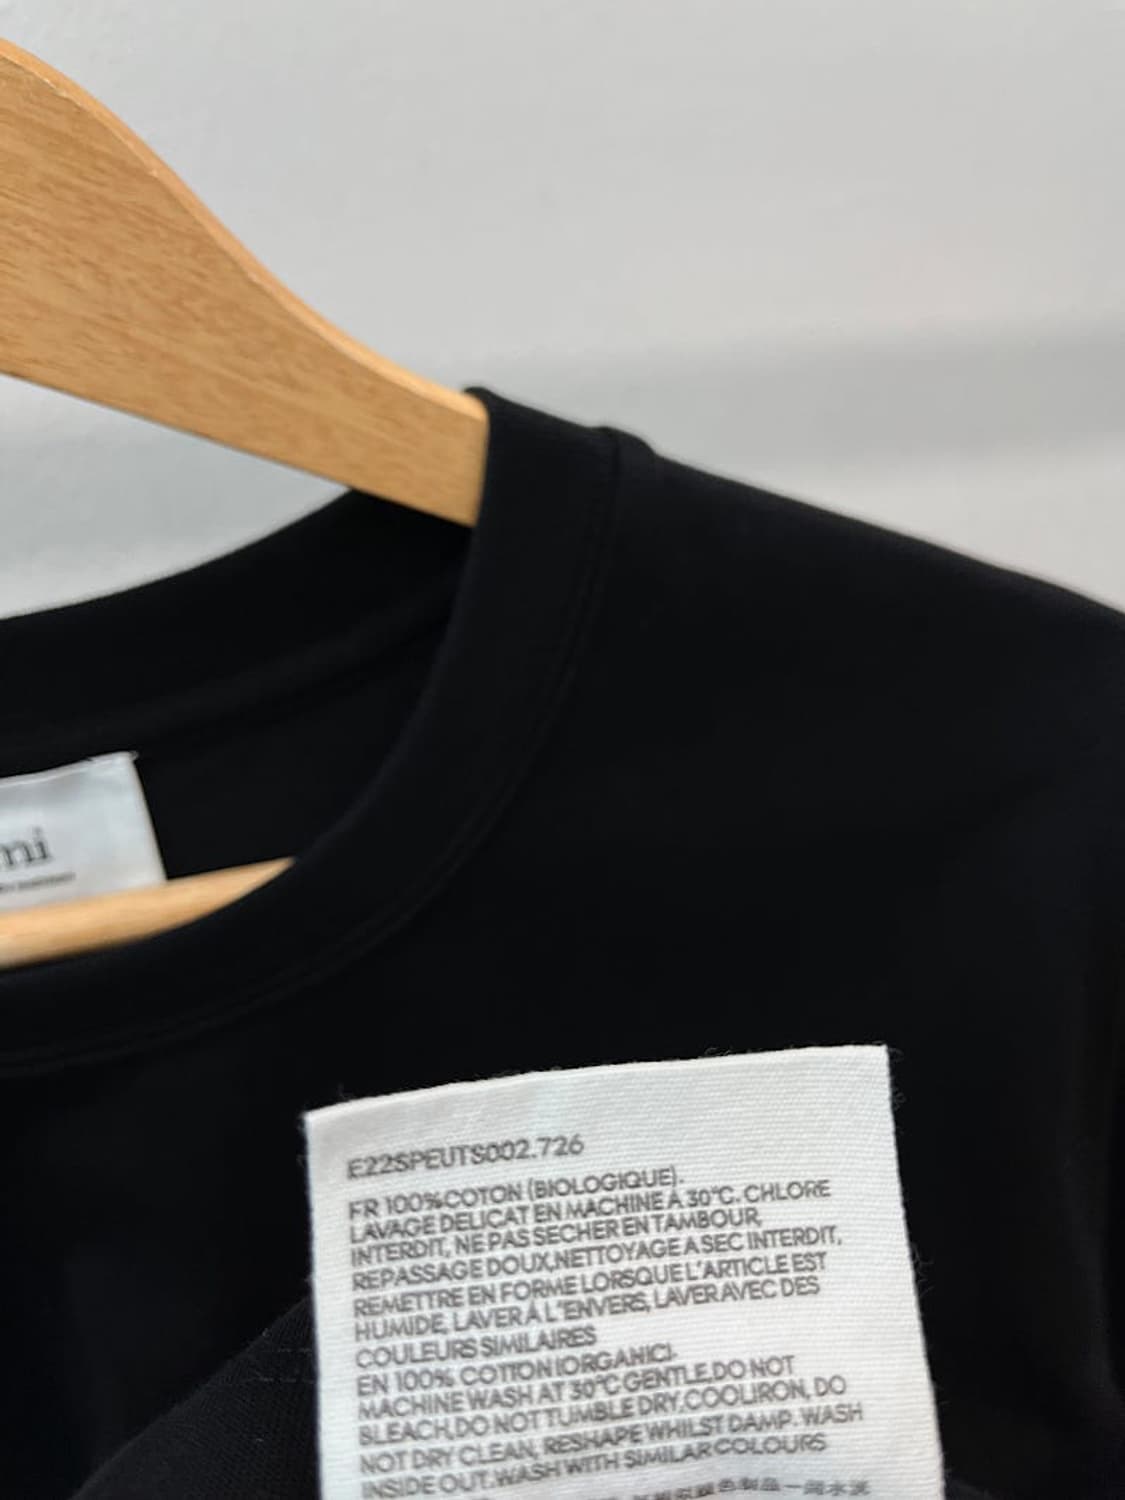 mi
E22SPEUTS002.726
FR 100%COTON (BIOLOGIQUE).
LAVAGE DELICAT EN MACHINE A 30°C. CHLORE
INTERDIT, NE PAS SECHER EN TAMBOUR,
REPASSAGE DOUX,NETTOYAGE A SEC INTERDIT,
REMETTRE EN FORME LORSQUE L'ARTICLE EST
HUMIDE, LAVER À L'ENVERS, LAVER AVEC DES
COULEURS SIMILAIRES
EN 100% COTTON (ORGANIC).
MACHINE WASH AT 30°C GENTLE.DO NOT
BLEACH,DO NOT TUMBLE DRY,COOL IRON, DO
NOT DRY CLEAN, RESHAPE WHILST DAMP. WASH
INSIDE OUT.WASH WITH SIMILAR COLOURS